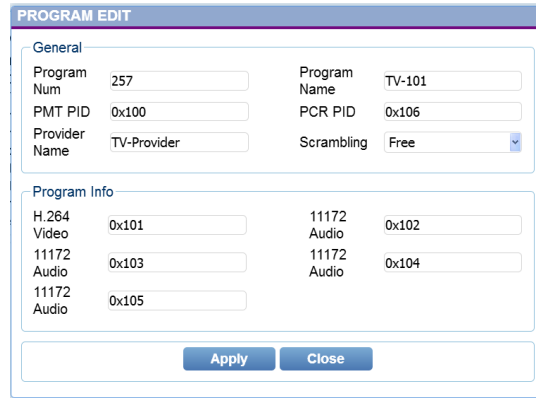 PROGRAM EDIT
General
Program Num 257 Program Name TV-101
PMT PID 0x100 PCR PID 0x106
Provider Name TV-Provider Scrambling Free
Program Info
H.264 Video 0x101 11172 Audio 0x102
11172 Audio 0x103 11172 Audio 0x104
11172 Audio 0x105
Apply Close